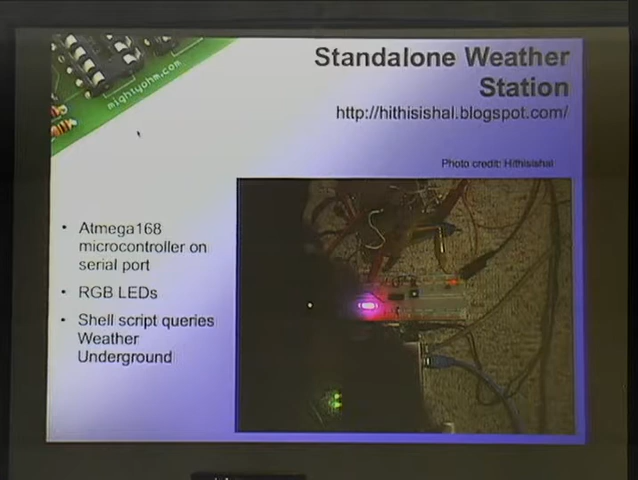 mightyohm.com
Standalone Weather
Station
http://hithisishal.blogspot.com/
Photo credit: Hithisishal
• Atmega168
microcontroller on
serial port
• RGB LEDs
• Shell script queries
Weather
Underground